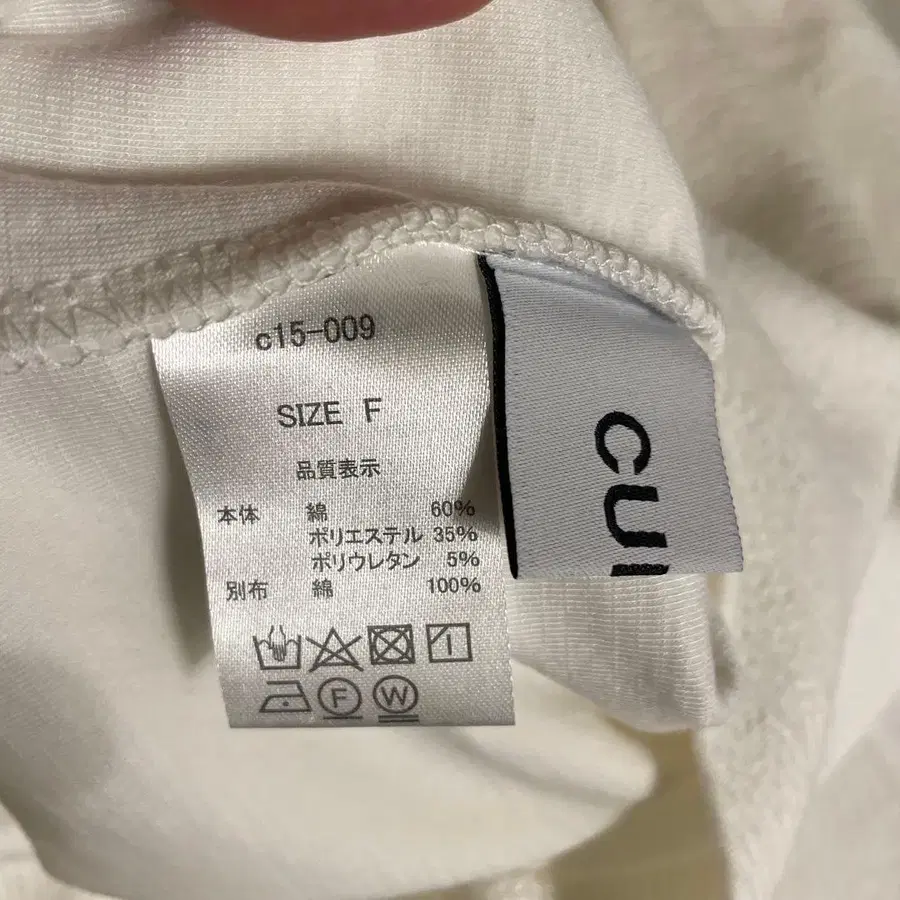 c15-009
SIZE F
品質表示
本体 綿 60%
ポリエステル 35%
ポリウレタン 5%
別布 綿 100%
F W
CU